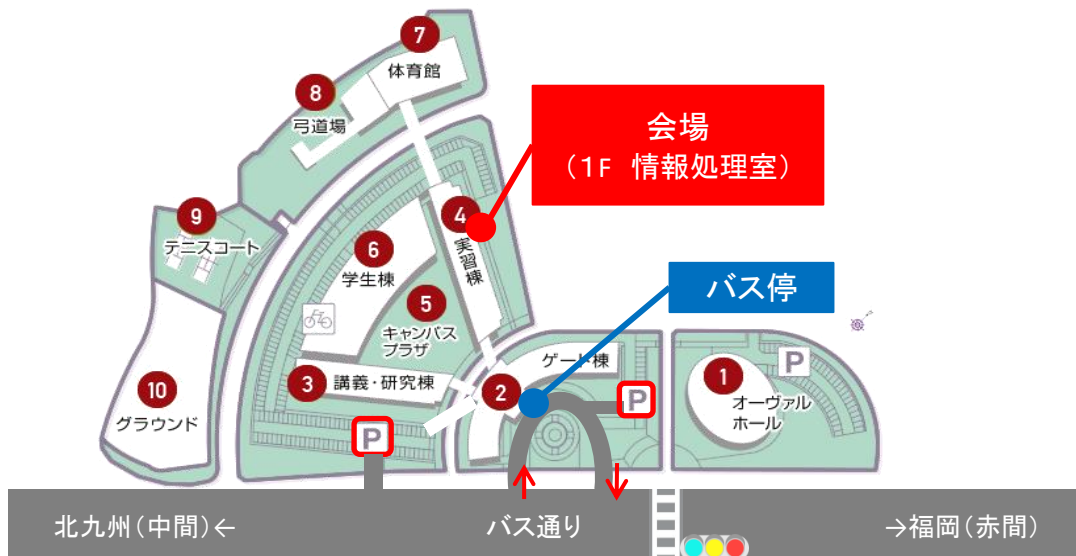 7
体育館
8
弓道場
会場
（１F　情報処理室）
9
テニスコート
4
実習棟
6
学生棟
5
キャンパス
プラザ
バス停
ゲート棟
10
グラウンド
3
講義・研究棟
2
P
1
オーヴァル
ホール
P
P
北九州（中間）←
バス通り
→福岡（赤間）